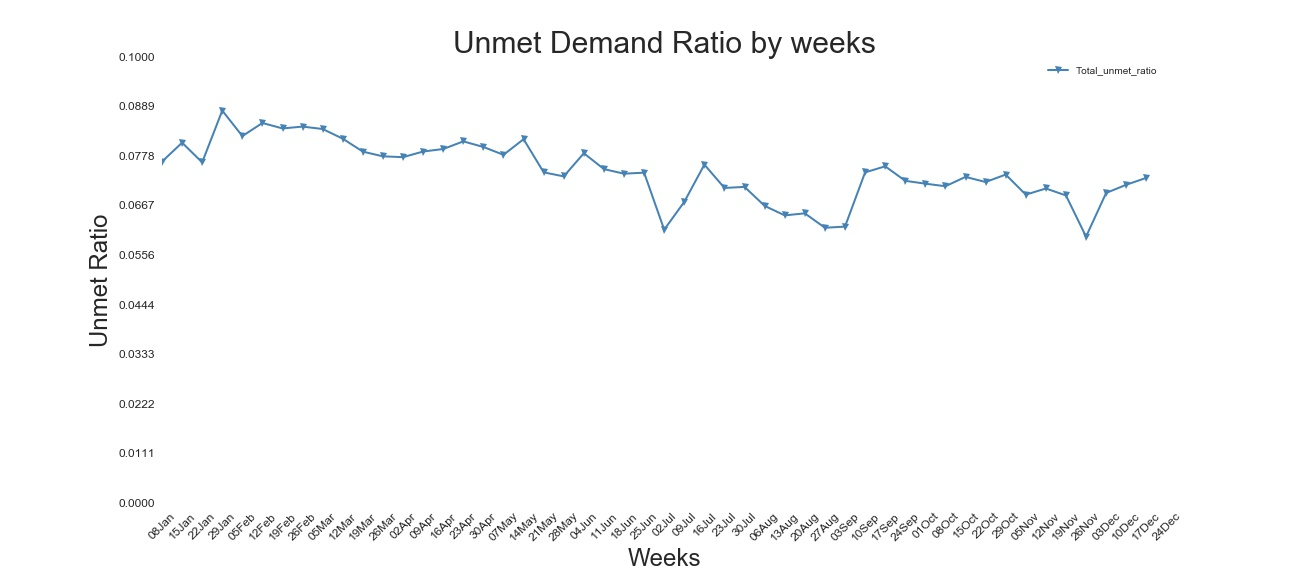 Unmet Demand Ratio by weeks
Total_unmet_ratio
0.1000
0.0889
0.0778
0.0667
0.0556
0.0444
0.0333
0.0222
0.0111
0.0000
Unmet Ratio
08Jan 15Jan 22Jan 29Jan 05Feb 12Feb 19Feb 26Feb 05Mar 12Mar 19Mar 26Mar 02Apr 09Apr 16Apr 23Apr 30Apr 07May 14May 21May 28May 04Jun 11Jun 18Jun 25Jun 02Jul 09Jul 16Jul 23Jul 30Jul 06Aug 13Aug 20Aug 27Aug 03Sep 10Sep 17Sep 24Sep 01Oct 08Oct 15Oct 22Oct 29Oct 05Nov 12Nov 19Nov 26Nov 03Dec 10Dec 17Dec 24Dec
Weeks